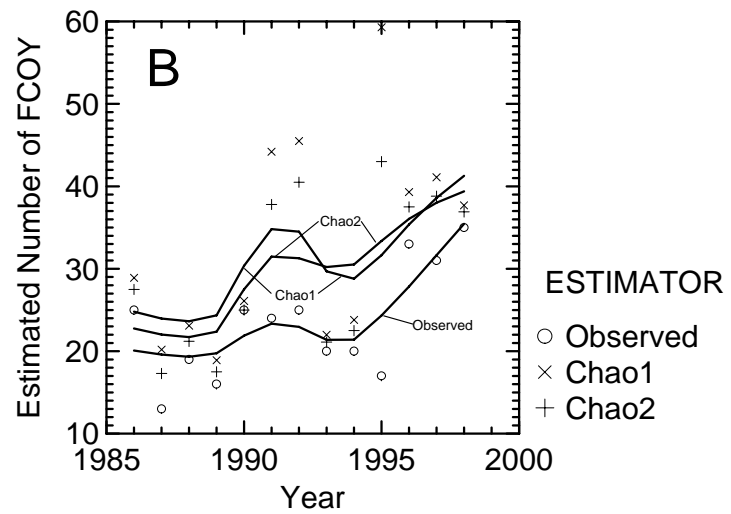 B
60
50
40
30
20
10
Estimated Number of FCOY
1985
1990
1995
2000
Year
Chao2
Chao1
Observed
ESTIMATOR
Observed
Chao1
Chao2